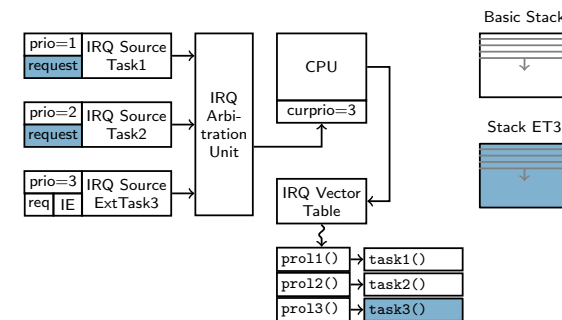 Basic Stack
prio=1
request
IRQ Source
Task1
prio=2
request
IRQ Source
Task2
prio=3
req
IE
IRQ Source
ExtTask3
IRQ
Arbi-
tration
Unit
CPU
curprio=3
Stack ET3
IRQ Vector
Table
prol1()
task1()
prol2()
task2()
prol3()
task3()